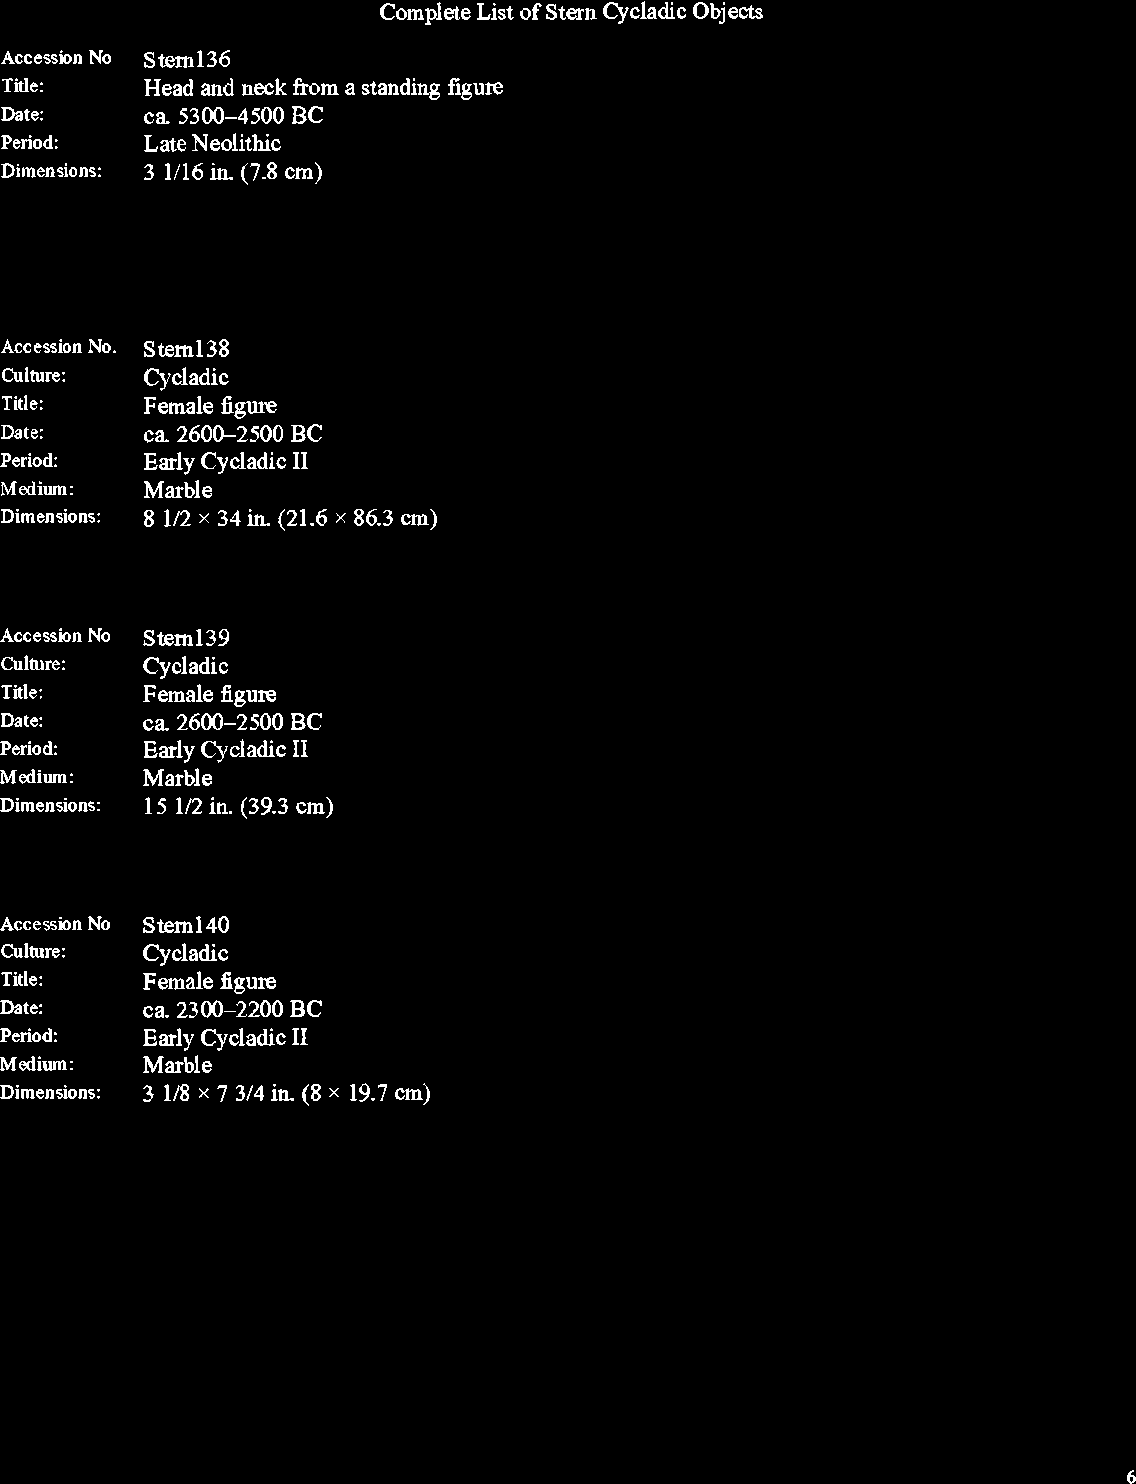 Complete List of Stern Cycladic Objects
Accession No Stern136
Title: Head and neck from a standing figure
Date: ca. 5300–4500 BC
Period: Late Neolithic
Dimensions: 3 1/16 in. (7.8 cm)
Accession No. Stern138
Culture: Cycladic
Title: Female figure
Date: ca. 2600–2500 BC
Period: Early Cycladic II
Medium: Marble
Dimensions: 8 1/2 × 34 in. (21.6 × 86.3 cm)
Accession No Stern139
Culture: Cycladic
Title: Female figure
Date: ca. 2600–2500 BC
Period: Early Cycladic II
Medium: Marble
Dimensions: 15 1/2 in. (39.3 cm)
Accession No Stern140
Culture: Cycladic
Title: Female figure
Date: ca. 2300–2200 BC
Period: Early Cycladic II
Medium: Marble
Dimensions: 3 1/8 × 7 3/4 in. (8 × 19.7 cm)
6